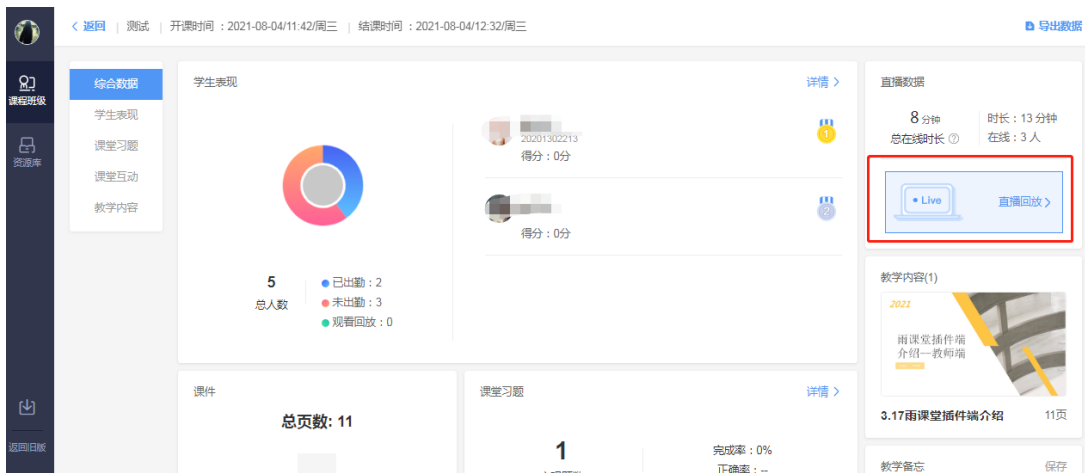 返回 | 测试 | 开课时间 ：2021-08-04/11:42/周三 | 结课时间 ：2021-08-04/12:32/周三
导出数据
课程班级
资源库
返回旧版
综合数据
学生表现
课堂习题
课堂互动
教学内容
学生表现
详情
5
总人数
已出勤：2
未出勤：3
观看回放：0
20201302213
得分：0分
1
得分：0分
2
课件
总页数: 11
课堂习题
详情
1
完成率：0%
正确率：--
直播数据
8 分钟
总在线时长
时长：13 分钟
在线：3 人
Live
直播回放
教学内容(1)
2021
雨课堂插件端
介绍—教师端
3.17雨课堂插件端介绍
11页
教学备忘
保存